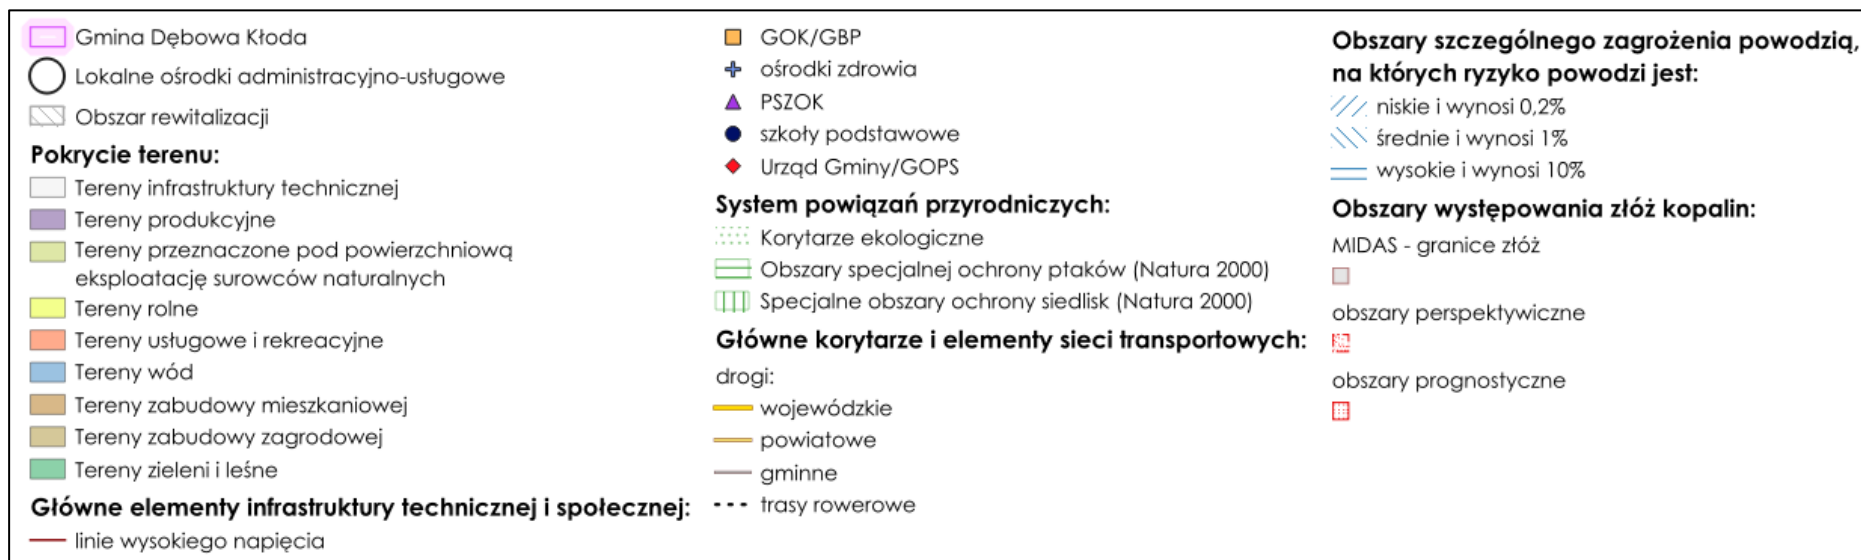 Gmina Dębowa Kłoda
Lokalne ośrodki administracyjno-usługowe
Obszar rewitalizacji
Pokrycie terenu:
Tereny infrastruktury technicznej
Tereny produkcyjne
Tereny przeznaczone pod powierzchniową
eksploatację surowców naturalnych
Tereny rolne
Tereny usługowe i rekreacyjne
Tereny wód
Tereny zabudowy mieszkaniowej
Tereny zabudowy zagrodowej
Tereny zieleni i leśne
Główne elementy infrastruktury technicznej i społecznej:
linie wysokiego napięcia
GOK/GBP
ośrodki zdrowia
PSZOK
szkoły podstawowe
Urząd Gminy/GOPS
System powiązań przyrodniczych:
Korytarze ekologiczne
Obszary specjalnej ochrony ptaków (Natura 2000)
Specjalne obszary ochrony siedlisk (Natura 2000)
Główne korytarze i elementy sieci transportowych:
drogi:
wojewódzkie
powiatowe
gminne
trasy rowerowe
Obszary szczególnego zagrożenia powodzią,
na których ryzyko powodzi jest:
niskie i wynosi 0,2%
średnie i wynosi 1%
wysokie i wynosi 10%
Obszary występowania złóż kopalin:
MIDAS - granice złóż
obszary perspektywiczne
obszary prognostyczne